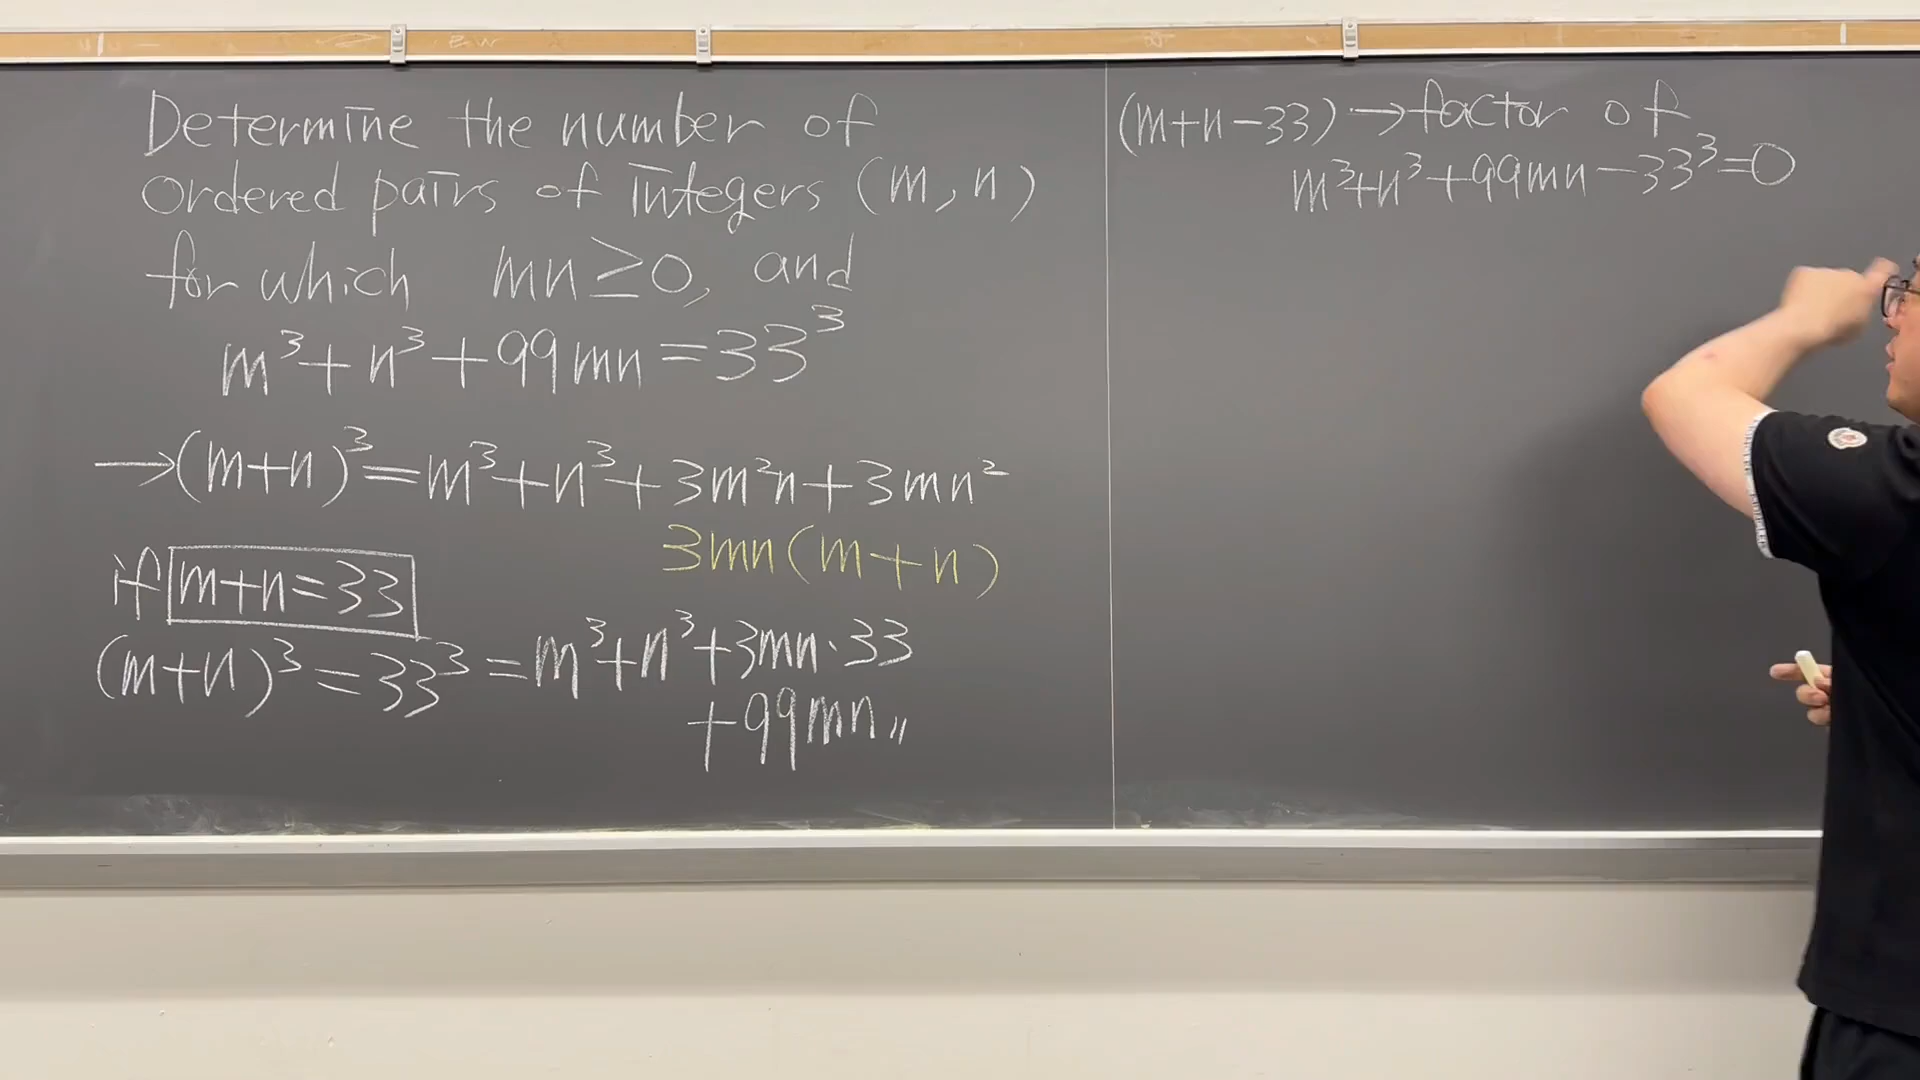 Determine the number of
ordered pairs of integers (m, n)
for which mn ≥ 0, and
m³ + n³ + 99mn = 33³
→ (m+n)³ = m³ + n³ + 3m²n + 3mn²
3mn(m+n)
if m+n=33
(m+n)³ = 33³ = m³ + n³ + 3mn·33
+99mn〃
(m+n-33) → factor of
m³+n³+99mn-33³=0